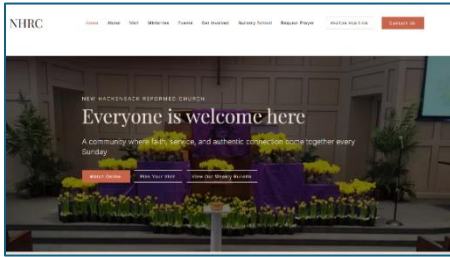 NHRC
Home About Visit Ministries Events Get Involved Nursery School Request Prayer
Contact Us
NEW HACKENSACK REFORMED CHURCH
Everyone is welcome here
A community where faith, service, and authentic connection come together every
Sunday
Watch Online Plan Your Visit View Our Weekly Bulletin